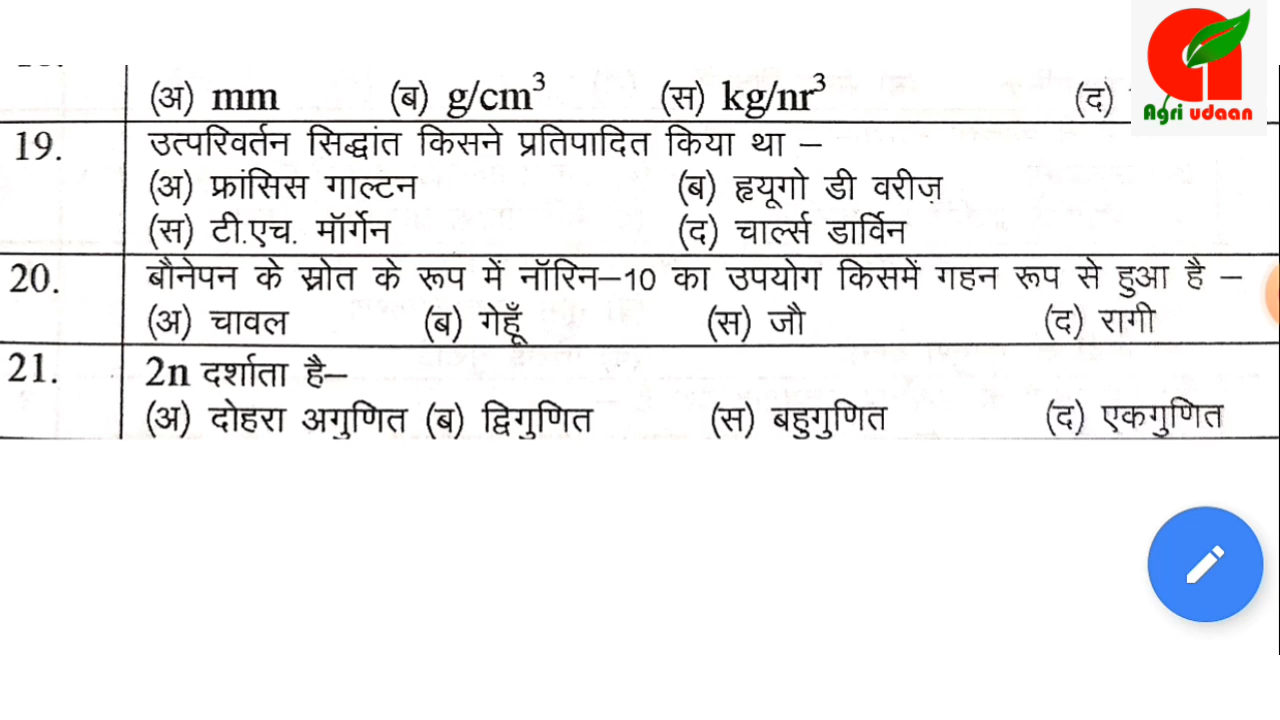 (अ) mm (ब) g/cm³ (स) kg/nr³ (द)
Agri udaan
19. उत्परिवर्तन सिद्धांत किसने प्रतिपादित किया था –
(अ) फ्रांसिस गाल्टन (ब) हृयूगो डी वरीज़
(स) टी.एच. मॉर्गेन (द) चार्ल्स डार्विन
20. बौनेपन के स्रोत के रूप में नॉरिन–10 का उपयोग किसमें गहन रूप से हुआ है –
(अ) चावल (ब) गेहूँ (स) जौ (द) रागी
21. 2n दर्शाता है–
(अ) दोहरा अगुणित (ब) द्विगुणित (स) बहुगुणित (द) एकगुणित